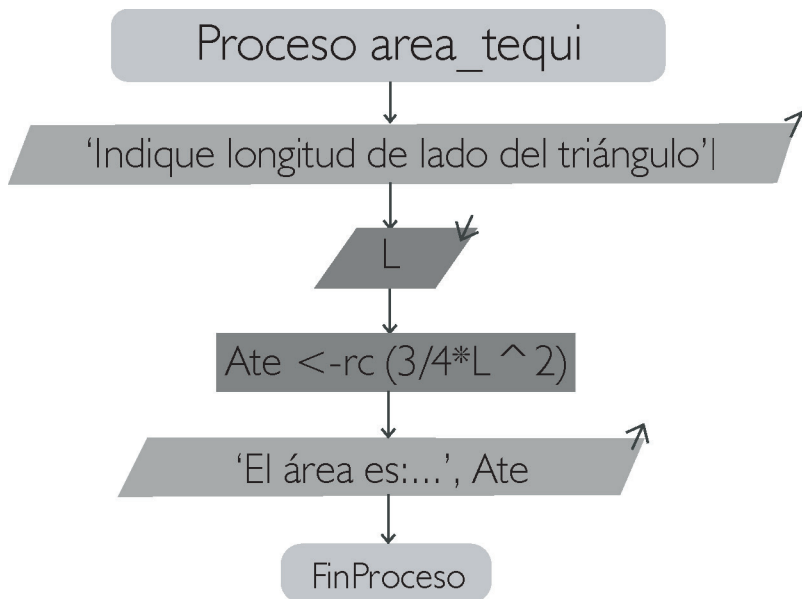 Proceso area_tequi
‘Indique longitud de lado del triángulo’|
L
Ate <-rc (3/4*L ^ 2)
‘El área es:...’, Ate
FinProceso